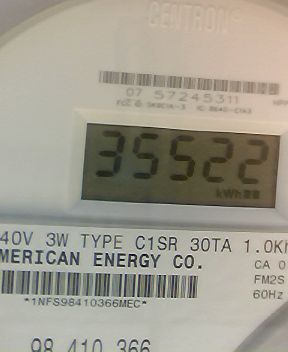 CENTRON
07 57245311
35522
kWh
40V 3W TYPE C1SR 30TA 1.0Kh
MERICAN ENERGY CO.
CA 0
FM2S
60Hz
*1NFS98410366MEC*
98 410 366